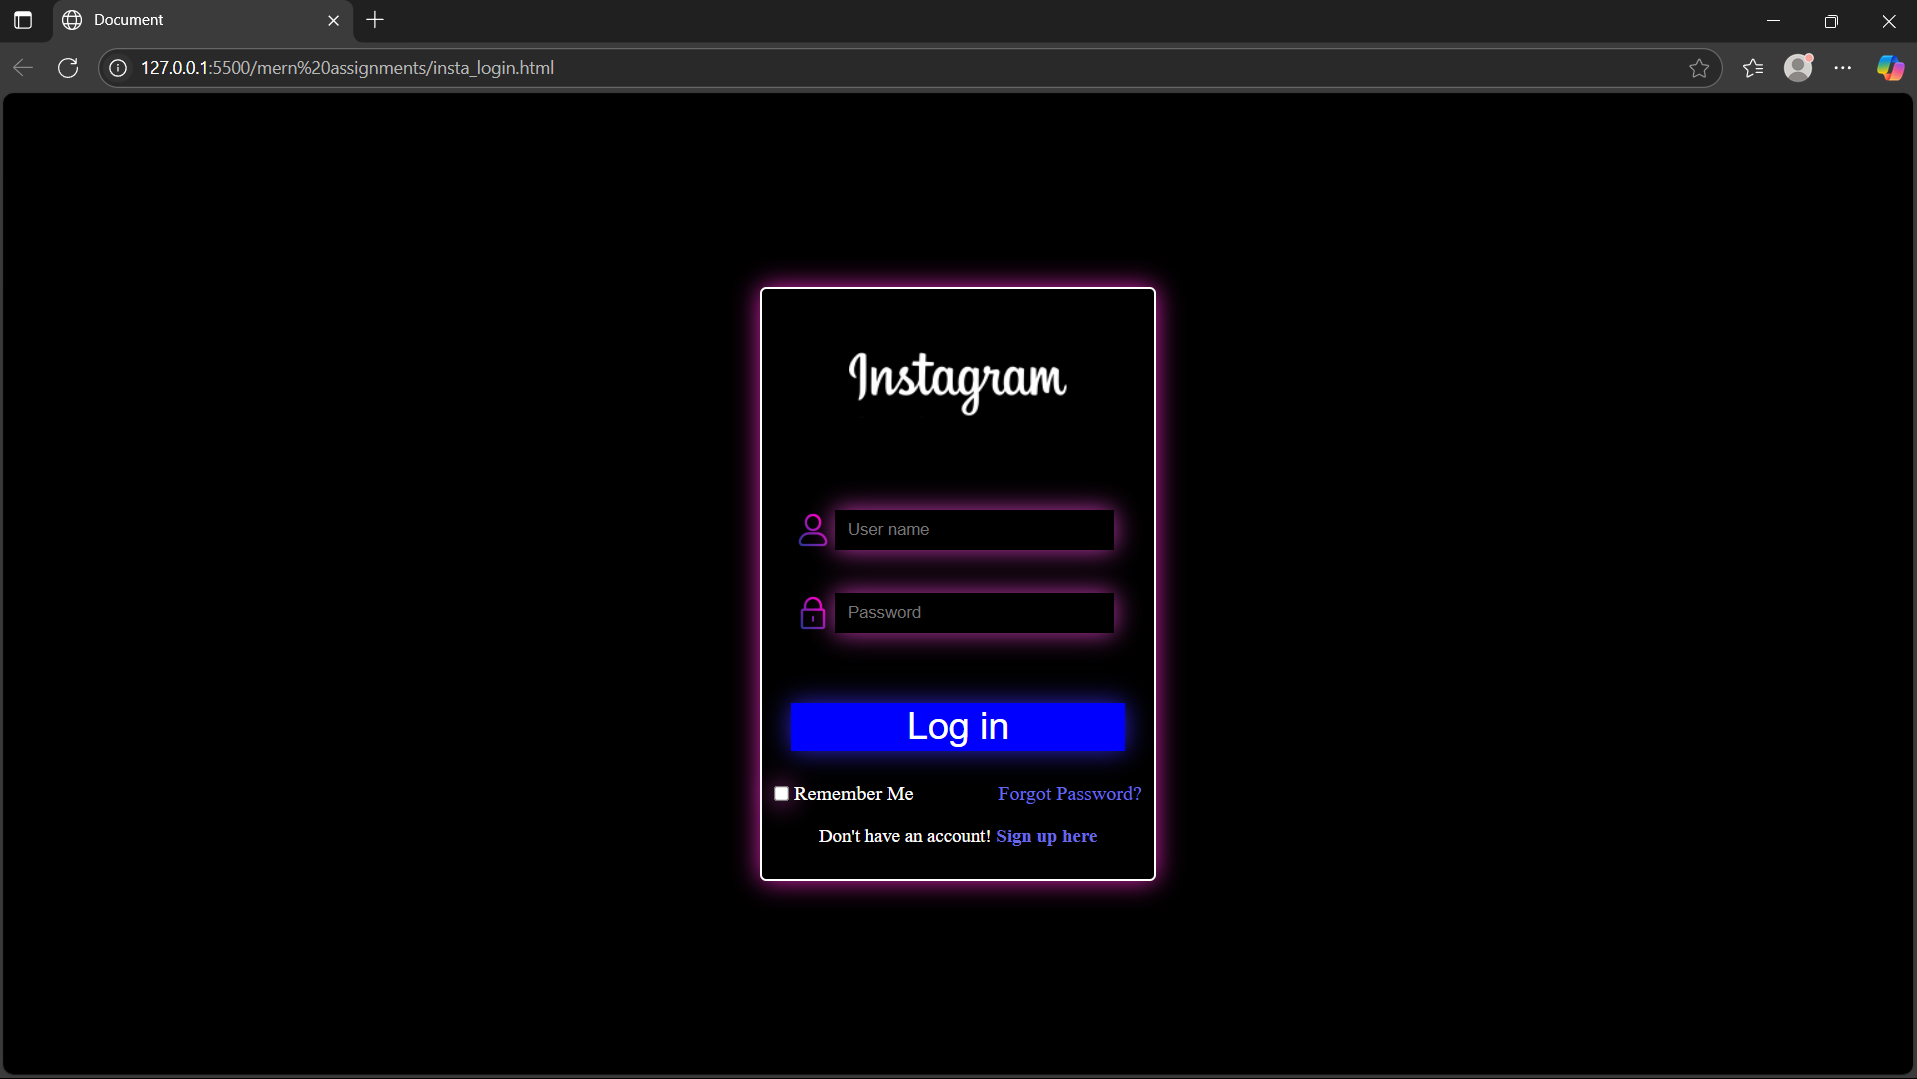 Document
127.0.0.1:5500/mern%20assignments/insta_login.html
Instagram
User name
Password
Log in
Remember Me Forgot Password?
Don't have an account! Sign up here